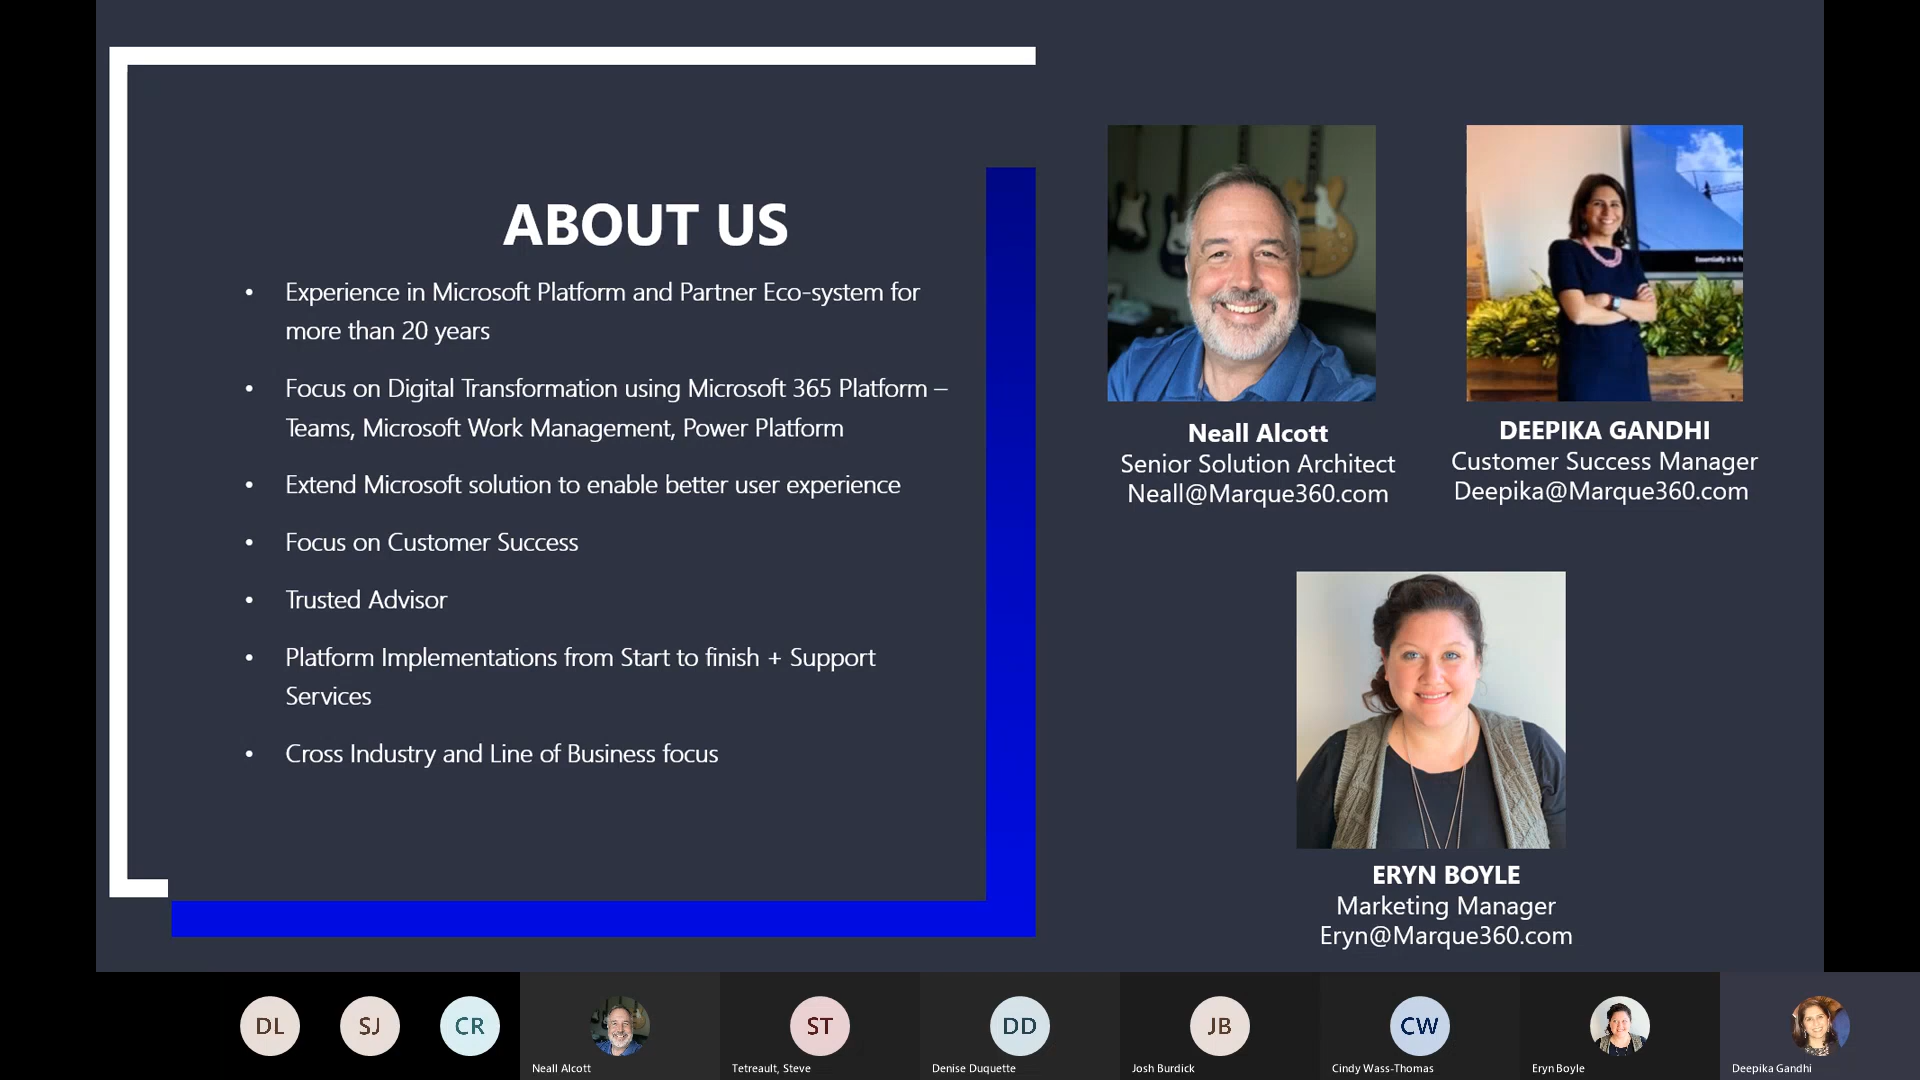 ABOUT US
• Experience in Microsoft Platform and Partner Eco-system for
more than 20 years
• Focus on Digital Transformation using Microsoft 365 Platform –
Teams, Microsoft Work Management, Power Platform
• Extend Microsoft solution to enable better user experience
• Focus on Customer Success
• Trusted Advisor
• Platform Implementations from Start to finish + Support
Services
• Cross Industry and Line of Business focus
Neall Alcott
Senior Solution Architect
Neall@Marque360.com
Essentially it is
DEEPIKA GANDHI
Customer Success Manager
Deepika@Marque360.com
ERYN BOYLE
Marketing Manager
Eryn@Marque360.com
DL
SJ
CR
Neall Alcott
ST
Tetreault, Steve
DD
Denise Duquette
JB
Josh Burdick
CW
Cindy Wass-Thomas
Eryn Boyle
Deepika Gandhi